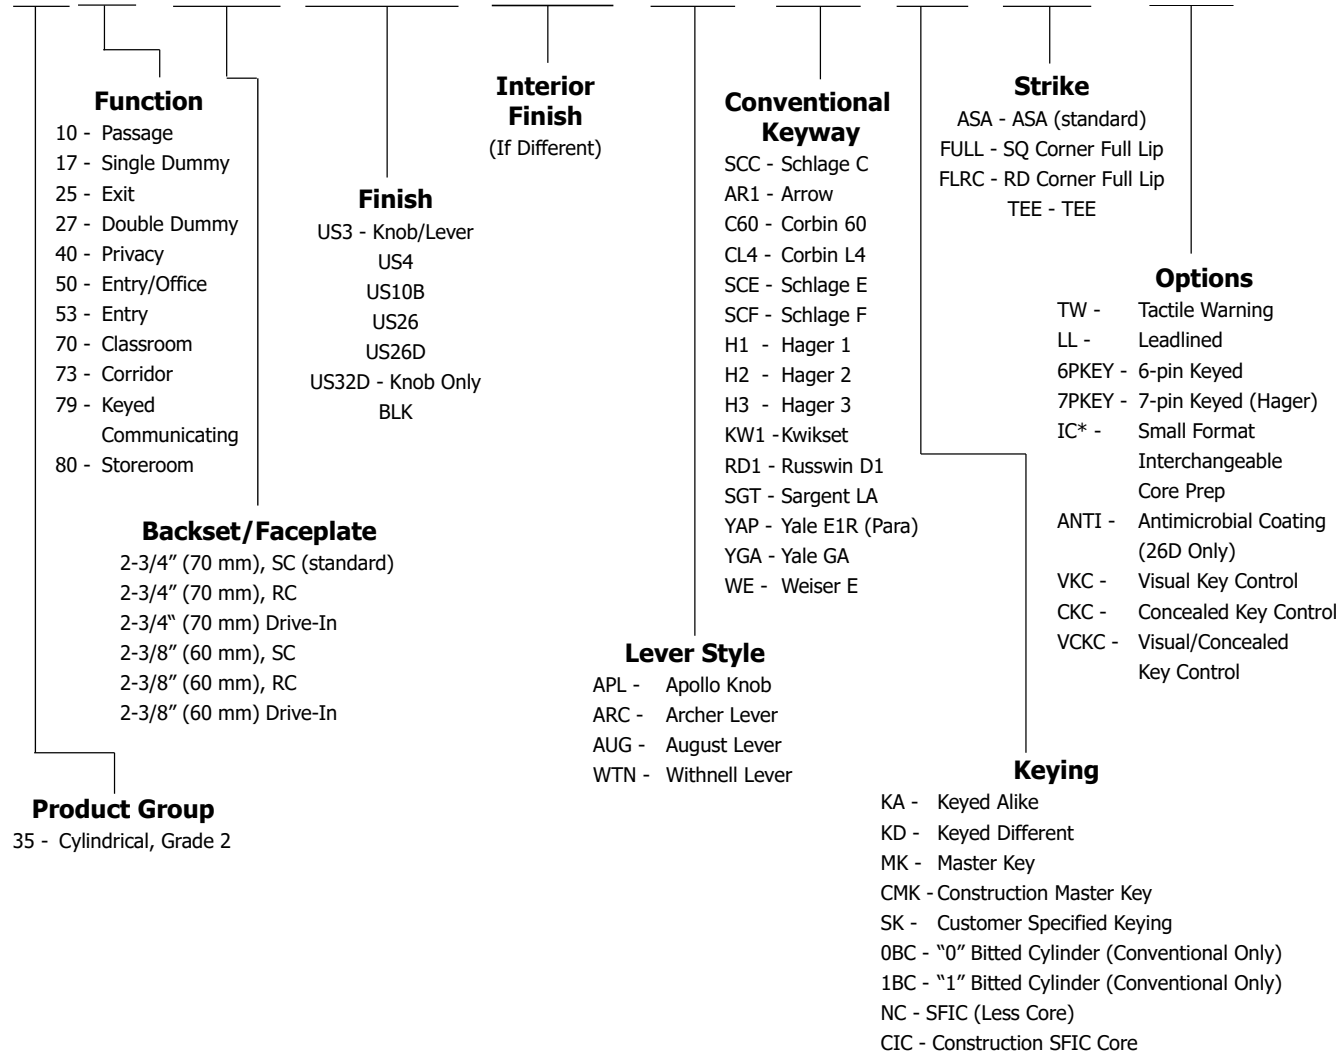 Function
10 - Passage
17 - Single Dummy
25 - Exit
27 - Double Dummy
40 - Privacy
50 - Entry/Office
53 - Entry
70 - Classroom
73 - Corridor
79 - Keyed
Communicating
80 - Storeroom
Backset/Faceplate
2-3/4” (70 mm), SC (standard)
2-3/4” (70 mm), RC
2-3/4“ (70 mm) Drive-In
2-3/8” (60 mm), SC
2-3/8” (60 mm), RC
2-3/8” (60 mm) Drive-In
Product Group
35 - Cylindrical, Grade 2
Finish
US3 - Knob/Lever
US4
US10B
US26
US26D
US32D - Knob Only
BLK
Interior
Finish
(If Different)
Lever Style
APL - Apollo Knob
ARC - Archer Lever
AUG - August Lever
WTN - Withnell Lever
Conventional
Keyway
SCC - Schlage C
AR1 - Arrow
C60 - Corbin 60
CL4 - Corbin L4
SCE - Schlage E
SCF - Schlage F
H1 - Hager 1
H2 - Hager 2
H3 - Hager 3
KW1 -Kwikset
RD1 - Russwin D1
SGT - Sargent LA
YAP - Yale E1R (Para)
YGA - Yale GA
WE - Weiser E
Keying
KA - Keyed Alike
KD - Keyed Different
MK - Master Key
CMK - Construction Master Key
SK - Customer Specified Keying
0BC - “0” Bitted Cylinder (Conventional Only)
1BC - “1” Bitted Cylinder (Conventional Only)
NC - SFIC (Less Core)
CIC - Construction SFIC Core
Strike
ASA - ASA (standard)
FULL - SQ Corner Full Lip
FLRC - RD Corner Full Lip
TEE - TEE
Options
TW - Tactile Warning
LL - Leadlined
6PKEY - 6-pin Keyed
7PKEY - 7-pin Keyed (Hager)
IC* - Small Format
Interchangeable
Core Prep
ANTI - Antimicrobial Coating
(26D Only)
VKC - Visual Key Control
CKC - Concealed Key Control
VCKC - Visual/Concealed
Key Control